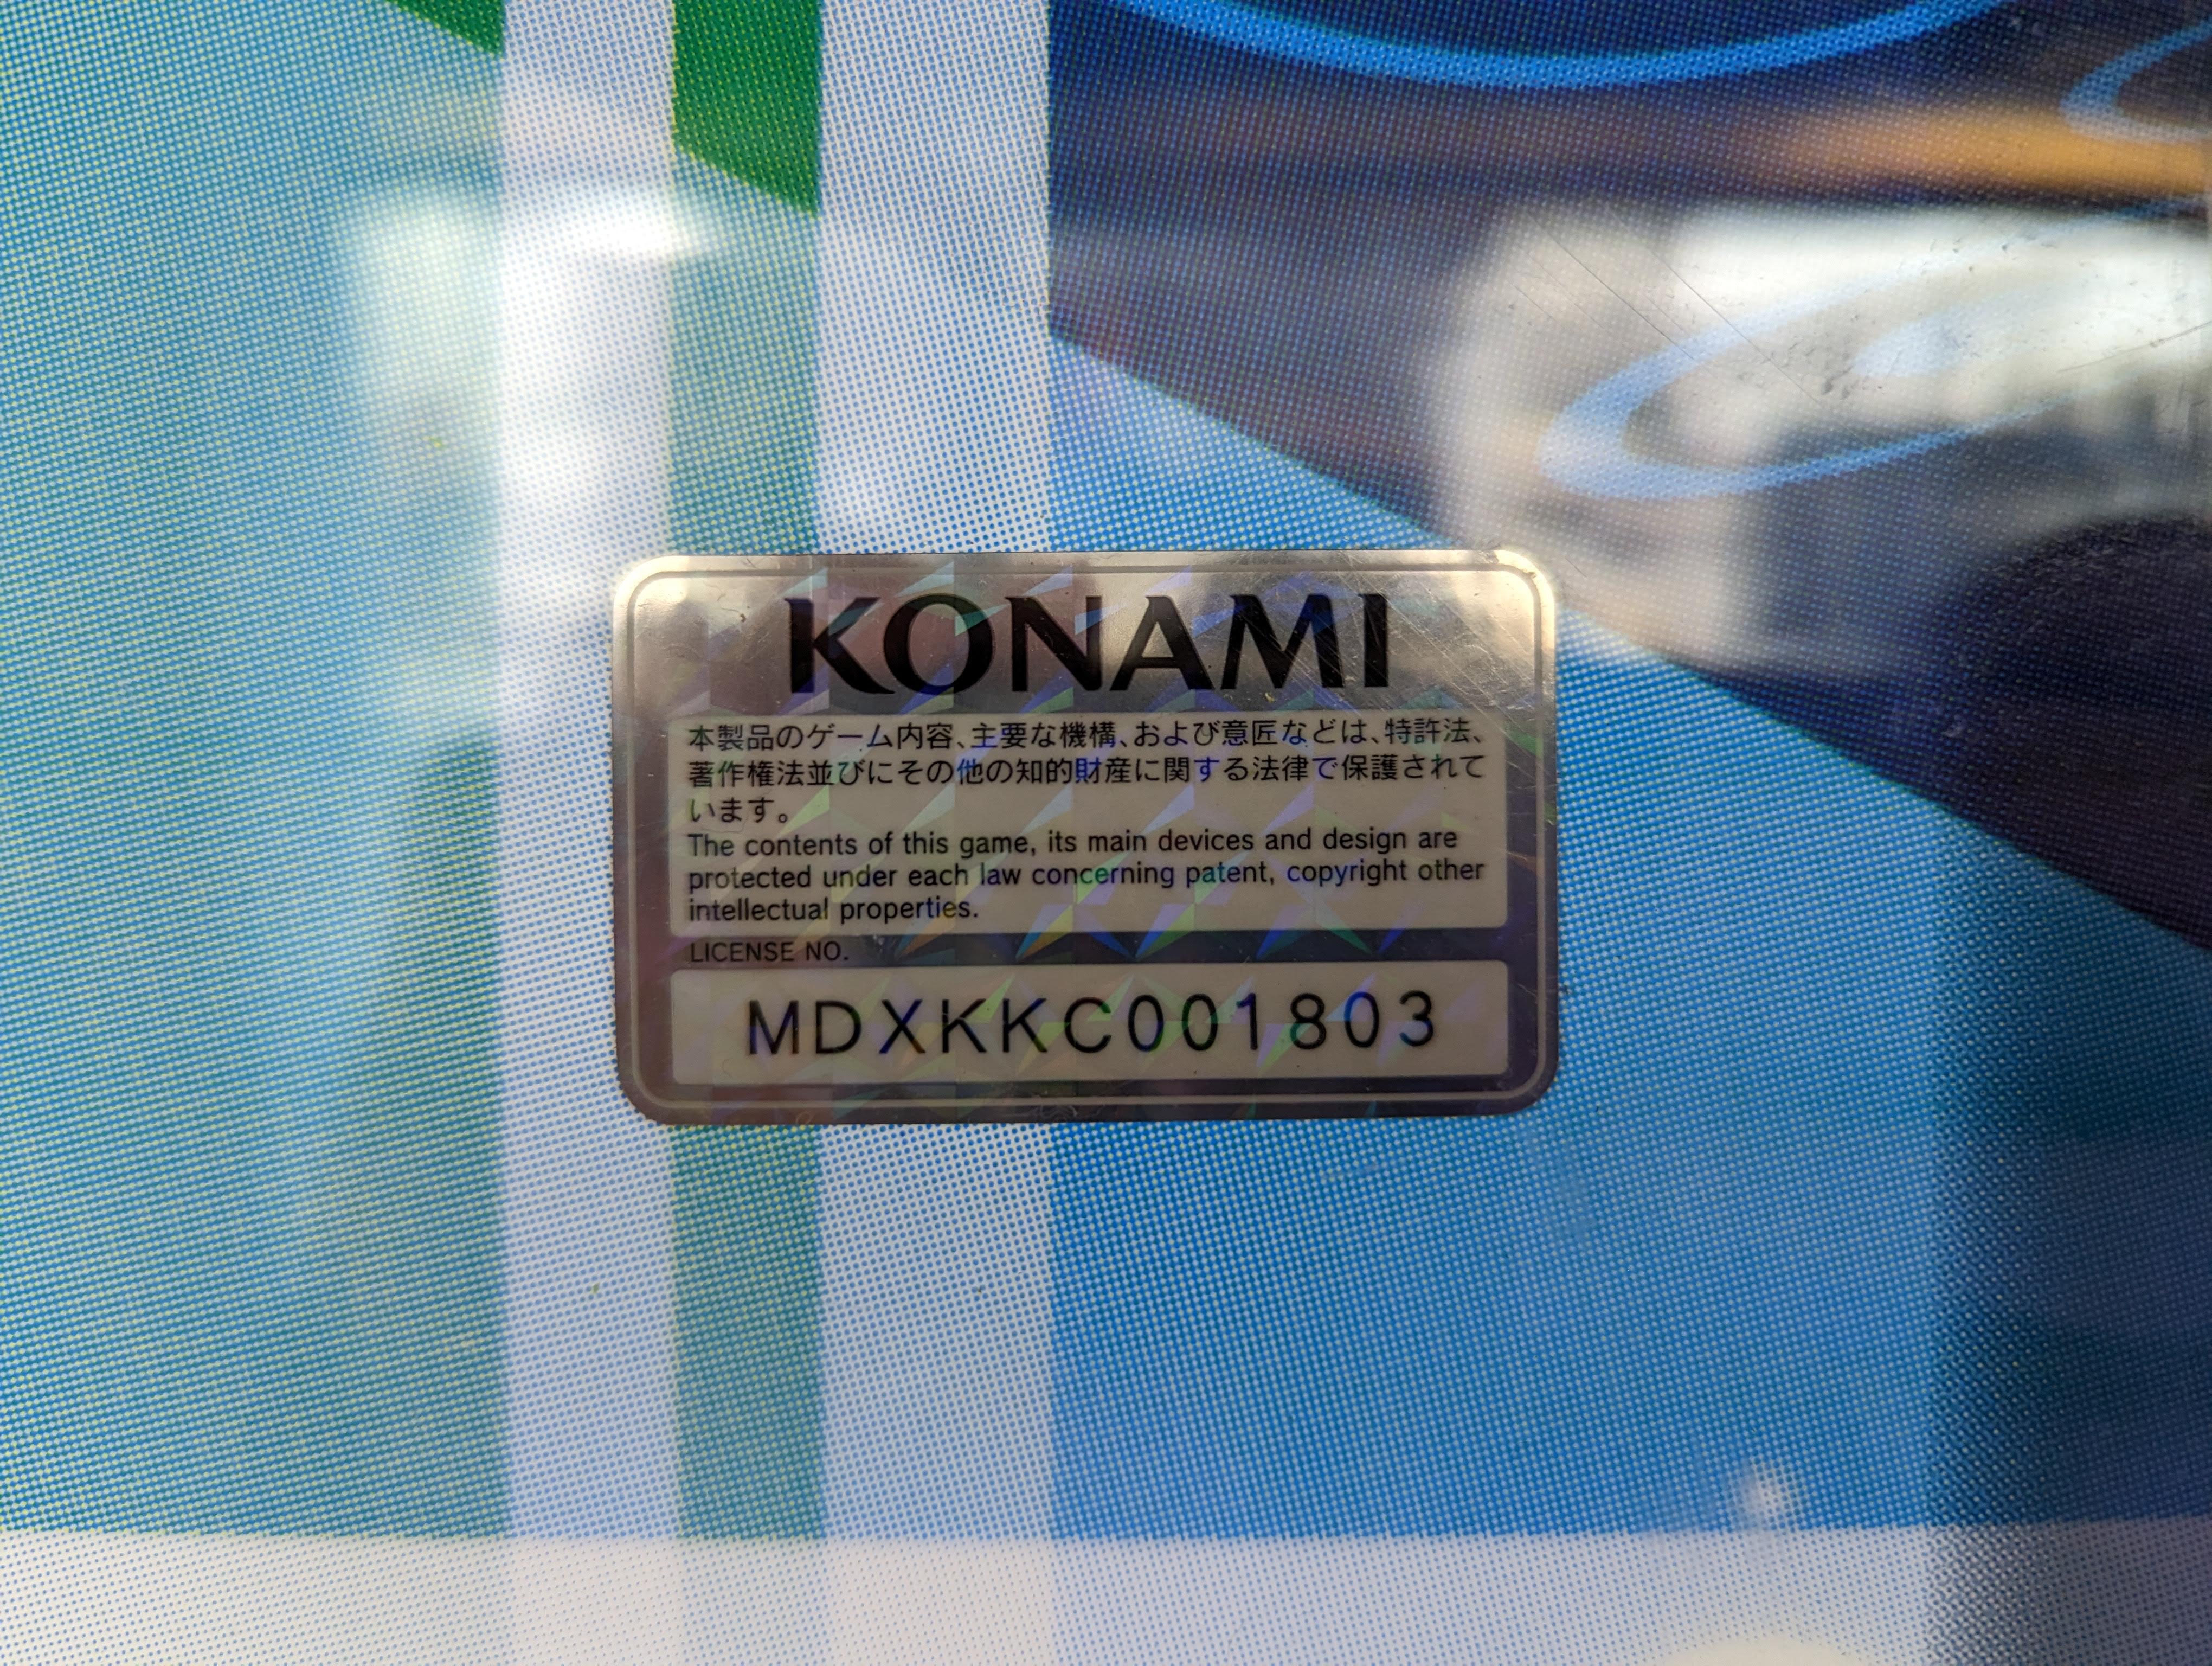 KONAMI
本製品のゲーム内容、主要な機構、および意匠などは、特許法、
著作権法並びにその他の知的財産に関する法律で保護されて
います。
The contents of this game, its main devices and design are
protected under each law concerning patent, copyright other
intellectual properties.
LICENSE NO.
MDXKKC001803